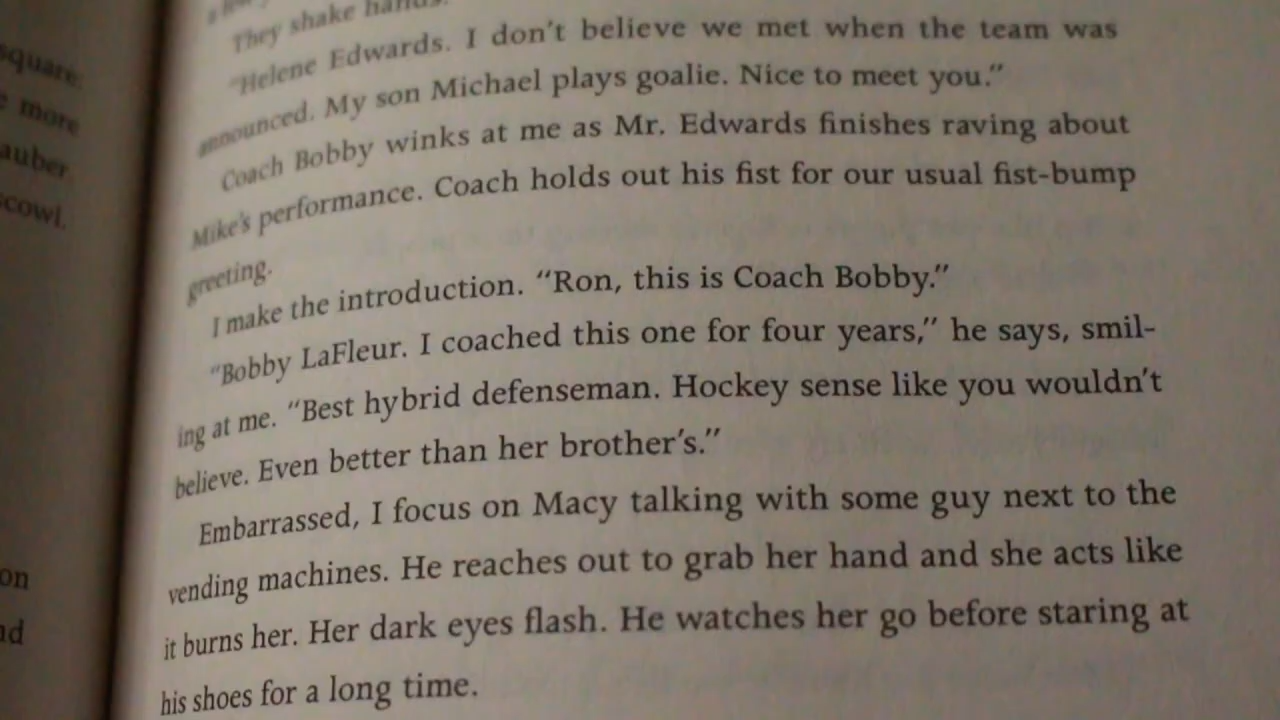 a few
They shake hands.
"Helene Edwards. I don't believe we met when the team was
announced. My son Michael plays goalie. Nice to meet you."
Coach Bobby winks at me as Mr. Edwards finishes raving about
Mike's performance. Coach holds out his fist for our usual fist-bump
greeting.
I make the introduction. "Ron, this is Coach Bobby."
"Bobby LaFleur. I coached this one for four years," he says, smil-
ing at me. "Best hybrid defenseman. Hockey sense like you wouldn't
believe. Even better than her brother's."
Embarrassed, I focus on Macy talking with some guy next to the
vending machines. He reaches out to grab her hand and she acts like
it burns her. Her dark eyes flash. He watches her go before staring at
his shoes for a long time.
square
more
scowl.
on